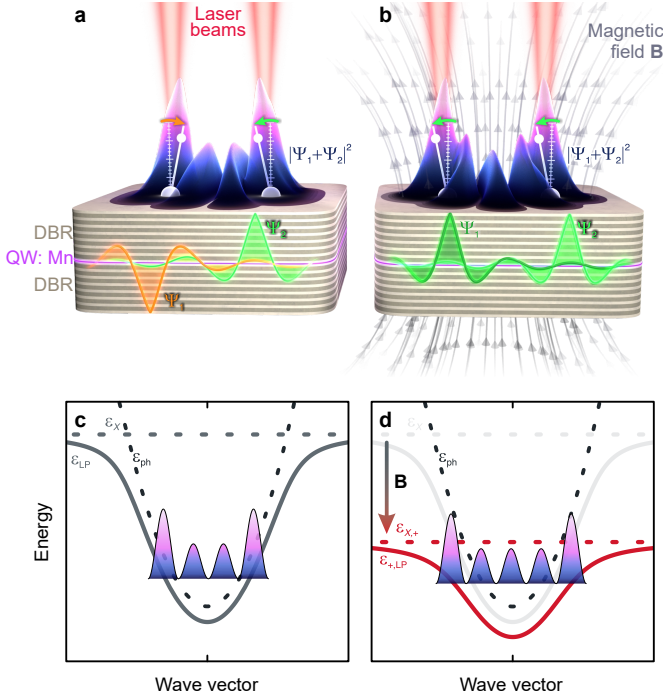 a
Laser
beams
|Ψ₁+Ψ₂|²
DBR
QW: Mn
DBR
Ψ₂
Ψ₁
b
Magnetic
field B
|Ψ₁+Ψ₂|²
Ψ₁
Ψ₂
c
εX
εLP
εph
Energy
Wave vector
d
εX
εph
B
εX,+
ε+,LP
Wave vector